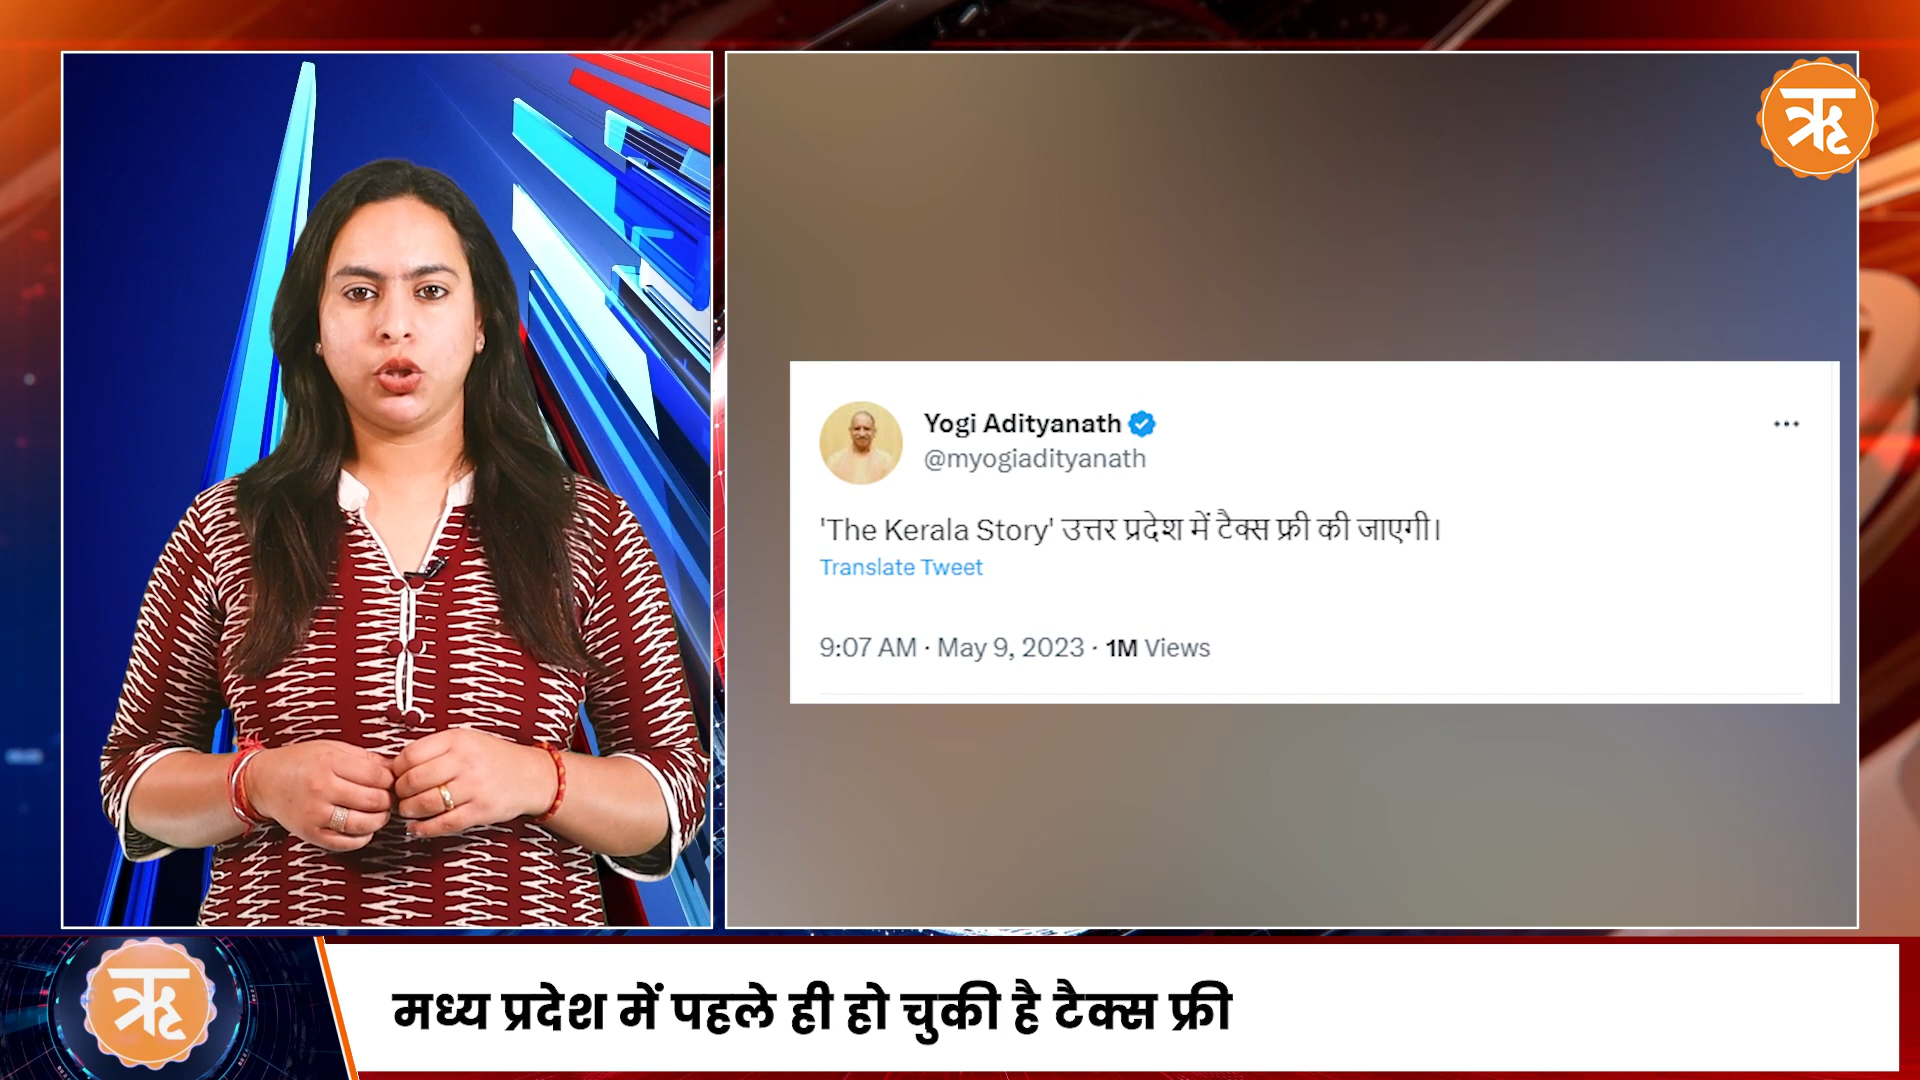 ऋ
Yogi Adityanath
@myogiadityanath
'The Kerala Story' उत्तर प्रदेश में टैक्स फ्री की जाएगी।
Translate Tweet
9:07 AM · May 9, 2023 · 1M Views
ऋ
मध्य प्रदेश में पहले ही हो चुकी है टैक्स फ्री